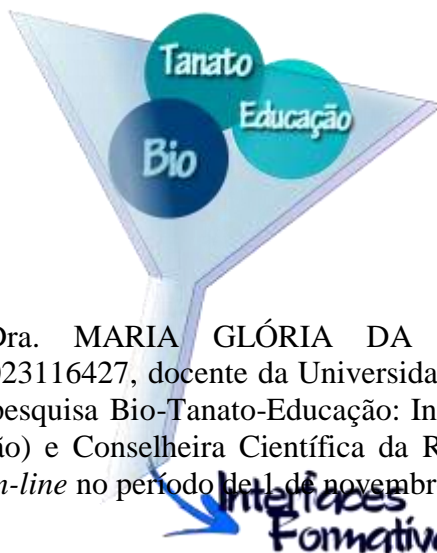 Tanato
Educação
Bio
Dra. MARIA GLÓRIA DA
023116427, docente da Universida
pesquisa Bio-Tanato-Educação: In
ão) e Conselheira Científica da R
n-line no período de 1 de novembr
Interfaces
Formativ